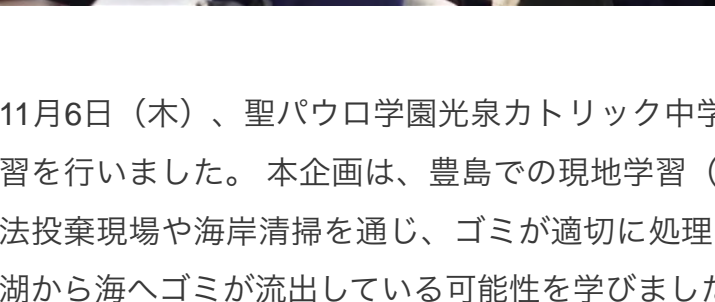 11月6日（木）、聖パウロ学園光泉カトリック中学
習を行いました。 本企画は、豊島での現地学習（
法投棄現場や海岸清掃を通じ、ゴミが適切に処理
湖から海へゴミが流出している可能性を学びました